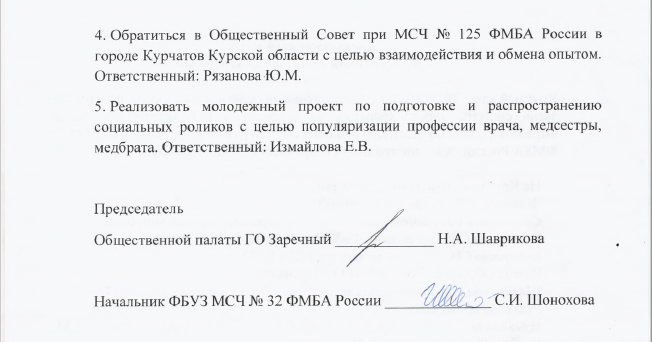 4. Обратиться в Общественный Совет при МСЧ № 125 ФМБА России в
городе Курчатов Курской области с целью взаимодействия и обмена опытом.
Ответственный: Рязанова Ю.М.
5. Реализовать молодежный проект по подготовке и распространению
социальных роликов с целью популяризации профессии врача, медсестры,
медбрата. Ответственный: Измайлова Е.В.
Председатель
Общественной палаты ГО Заречный ______________ Н.А. Шаврикова
Начальник ФБУЗ МСЧ № 32 ФМБА России _______________ С.И. Шонохова